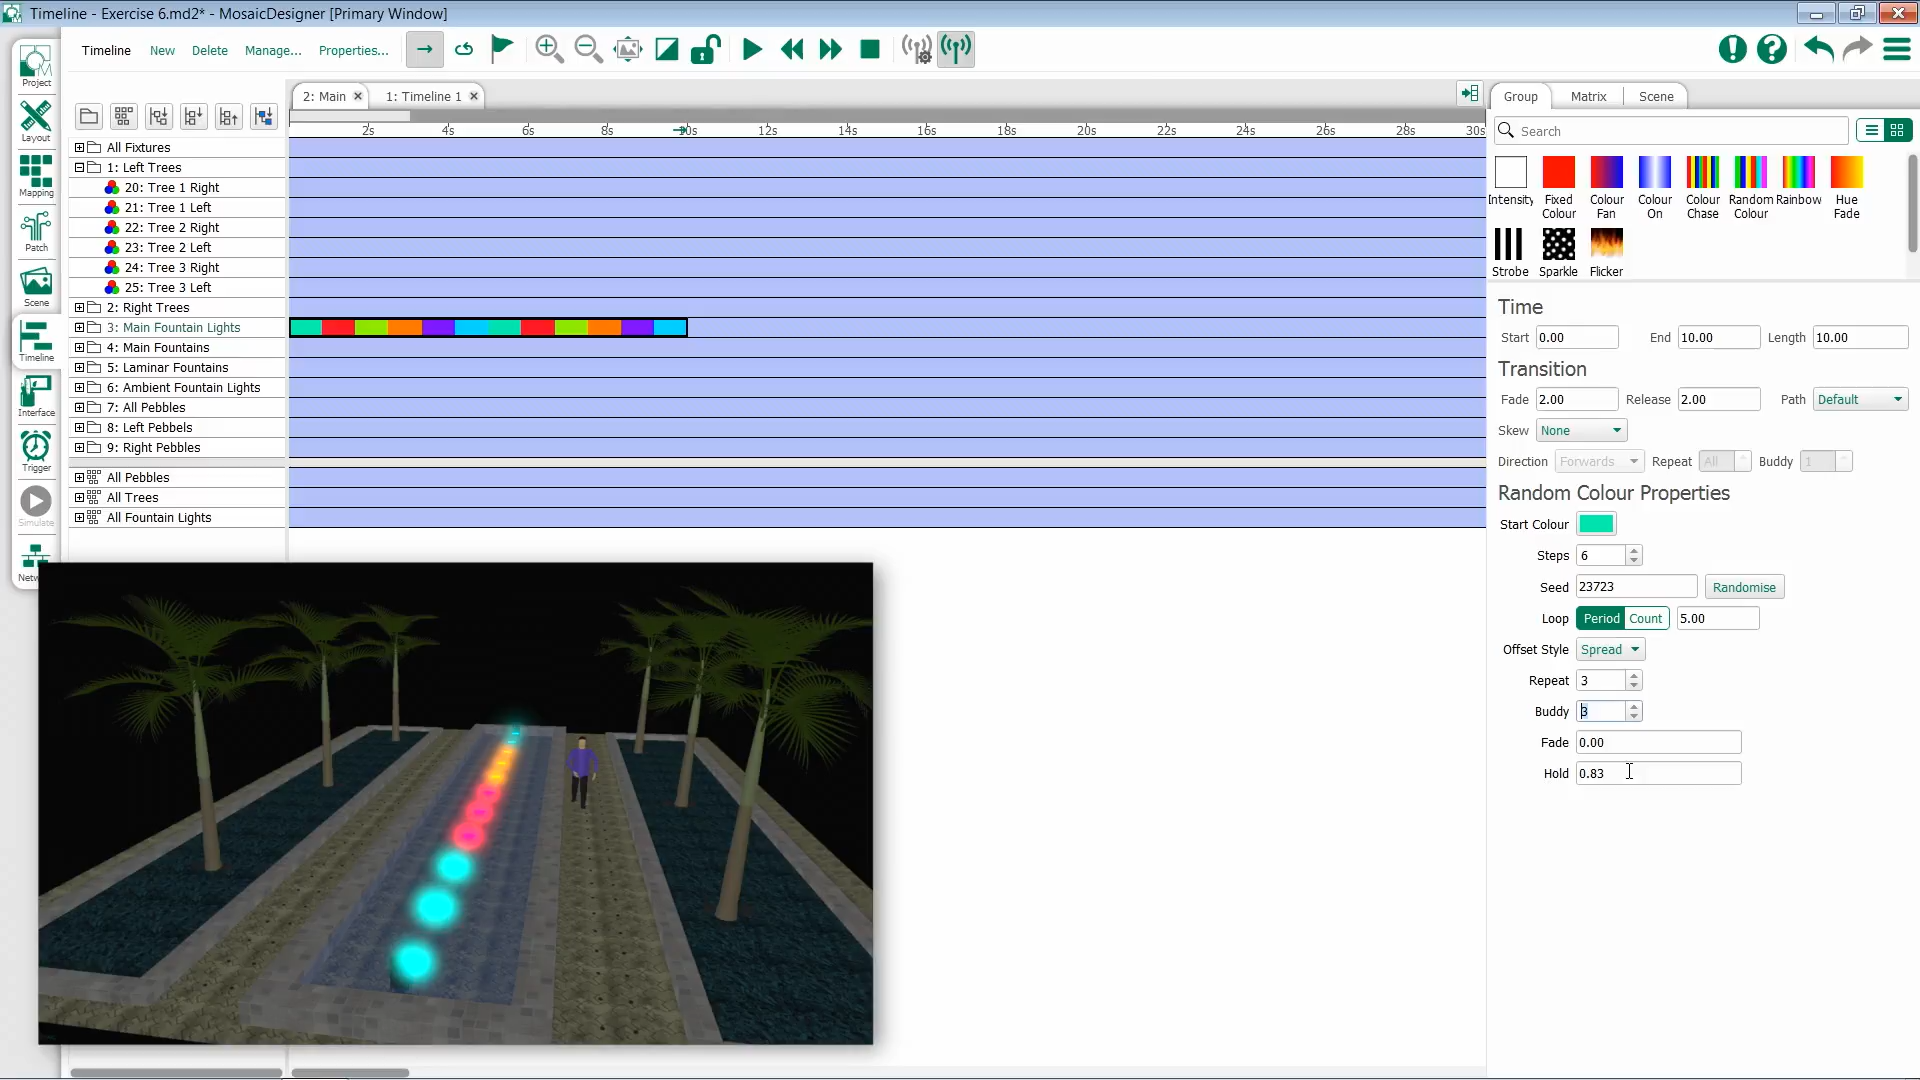 Timeline - Exercise 6.md2* - MosaicDesigner [Primary Window]
Timeline New Delete Manage... Properties...
Project
Layout
Mapping
Patch
Scene
Timeline
Interface
Trigger
Simulate
Netw
2: Main 1: Timeline 1
2s 4s 6s 8s 10s 12s 14s 16s 18s 20s 22s 24s 26s 28s 30s
All Fixtures
1: Left Trees
20: Tree 1 Right
21: Tree 1 Left
22: Tree 2 Right
23: Tree 2 Left
24: Tree 3 Right
25: Tree 3 Left
2: Right Trees
3: Main Fountain Lights
4: Main Fountains
5: Laminar Fountains
6: Ambient Fountain Lights
7: All Pebbles
8: Left Pebbels
9: Right Pebbles
All Pebbles
All Trees
All Fountain Lights
Group Matrix Scene
Search
Intensity Fixed Colour Colour Fan Colour On Colour Chase Random Colour Rainbow Hue Fade
Strobe Sparkle Flicker
Time
Start 0.00 End 10.00 Length 10.00
Transition
Fade 2.00 Release 2.00 Path Default
Skew None
Direction Forwards Repeat All Buddy 1
Random Colour Properties
Start Colour
Steps 6
Seed 23723 Randomise
Loop Period Count 5.00
Offset Style Spread
Repeat 3
Buddy 3
Fade 0.00
Hold 0.83